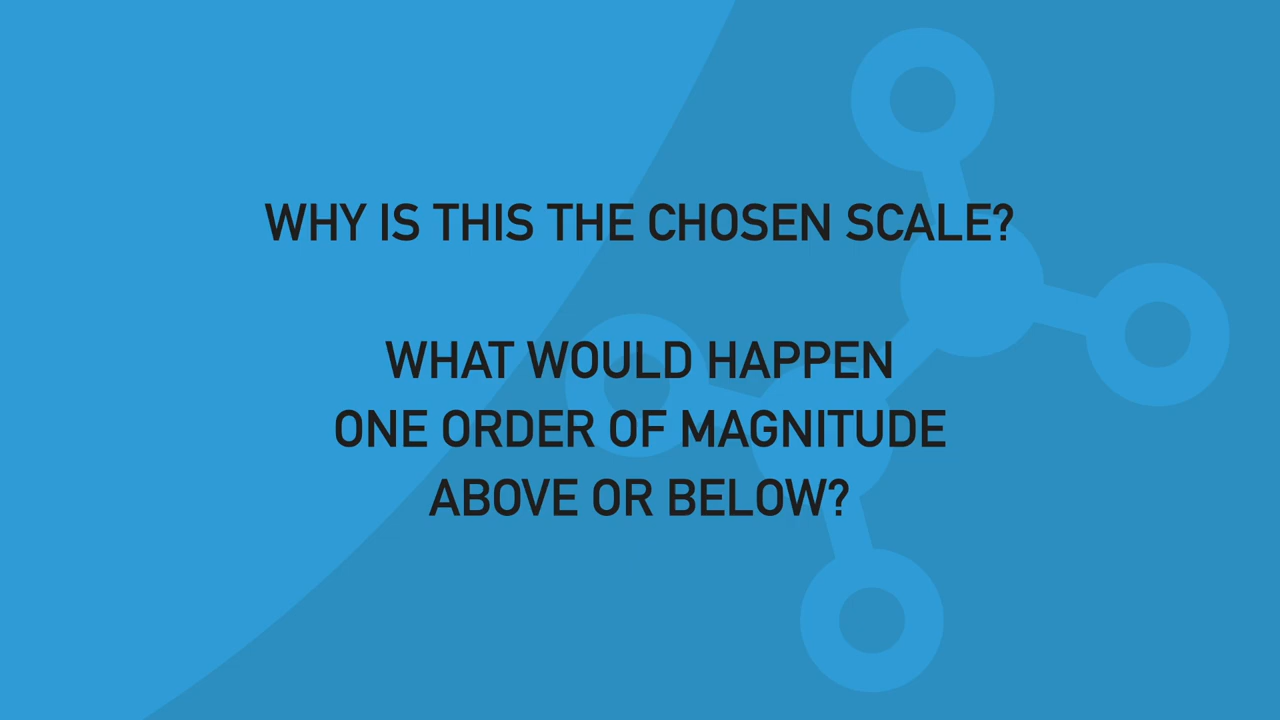 WHY IS THIS THE CHOSEN SCALE?
WHAT WOULD HAPPEN
ONE ORDER OF MAGNITUDE
ABOVE OR BELOW?